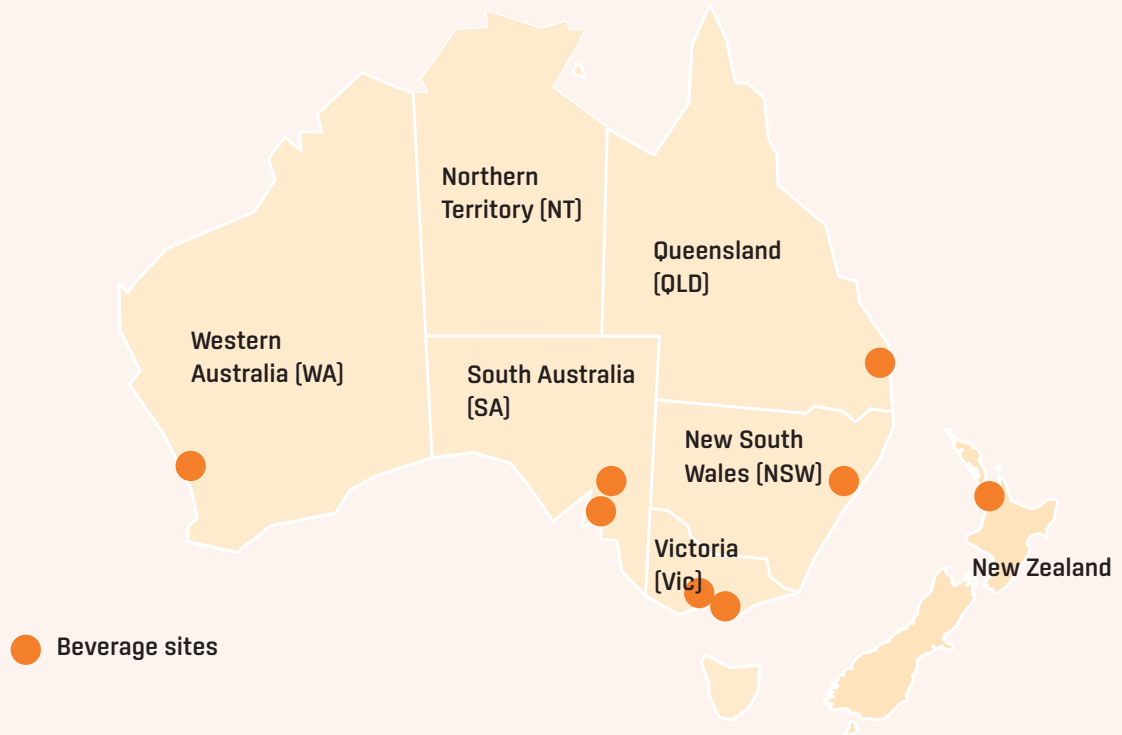 Northern
Territory (NT)
Queensland
(QLD)
Western
Australia (WA)
South Australia
(SA)
New South
Wales (NSW)
Victoria
(Vic)
New Zealand
Beverage sites